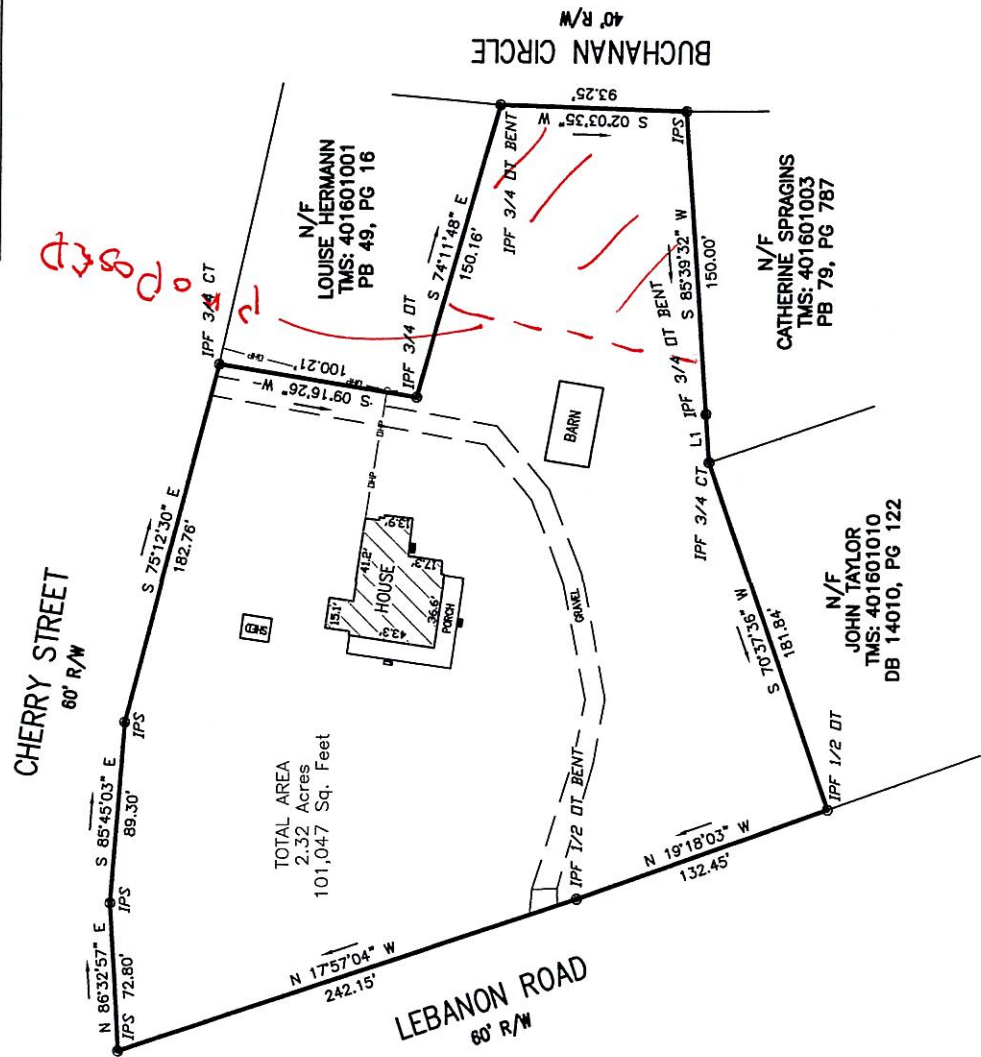 CHERRY STREET
60' R/W
N 86°32'57" E
72.80'
IPS
S 85°45'03" E
89.30'
IPS
S 75°12'30" E
182.76'
IPS
IPF 3/4 CT
PROPOSED
N/F
LOUISE HERMANN
TMS: 401601001
PB 49, PG 16
S 09°16'26" W
100.21'
OHP
OHP
IPF 3/4 OT
S 74°11'48" E
150.16'
IPF 3/4 OT BENT
BUCHANAN CIRCLE
40' R/W
S 02°03'35" W
93.25'
IPS
S 85°39'32" W
150.00'
IPF 3/4 OT BENT
L1
IPF 3/4 CT
N/F
CATHERINE SPRAGINS
TMS: 401601003
PB 79, PG 787
OHP
OHP
BARN
SHED
HOUSE
15.1'
41.2'
13.9'
17.3'
36.6'
43.3'
PORCH
GRAVEL
TOTAL AREA
2.32 Acres
101,047 Sq. Feet
S 70°37'36" W
181.84'
N/F
JOHN TAYLOR
TMS: 401601010
DB 14010, PG 122
IPF 1/2 OT
N 19°18'03" W
132.45'
IPF 1/2 OT BENT
N 17°57'04" W
242.15'
LEBANON ROAD
60' R/W